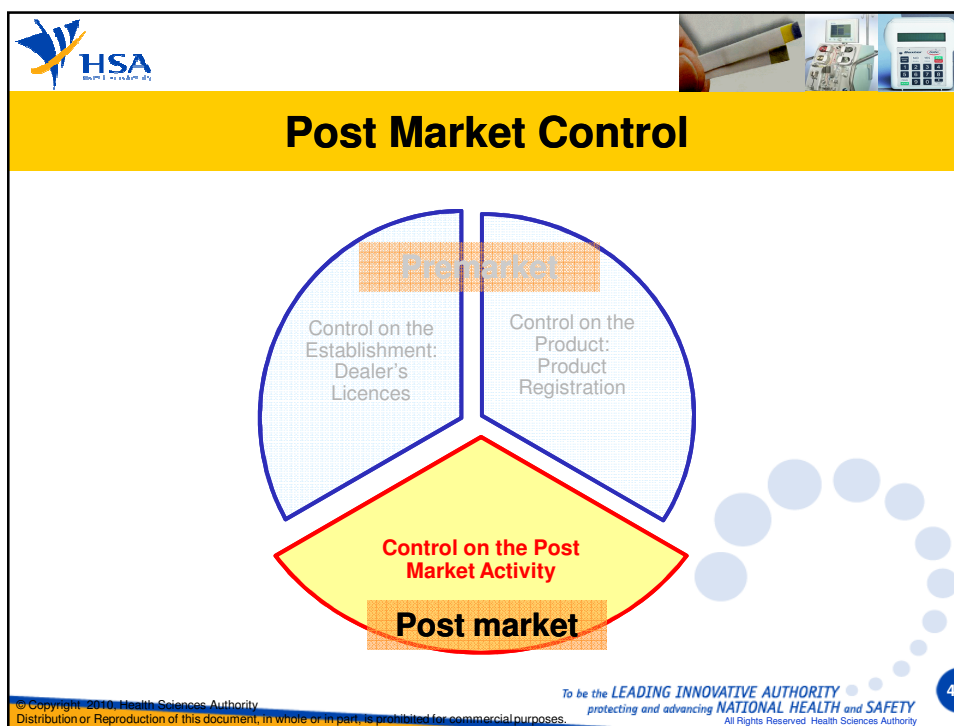 HSA
Post Market Control
Premarket
Control on the
Establishment:
Dealer's
Licences
Control on the
Product:
Product
Registration
Control on the Post
Market Activity
Post market
© Copyright 2010, Health Sciences Authority
Distribution or Reproduction of this document, in whole or in part, is prohibited for commercial purposes.
To be the LEADING INNOVATIVE AUTHORITY
protecting and advancing NATIONAL HEALTH and SAFETY
All Rights Reserved Health Sciences Authority
4